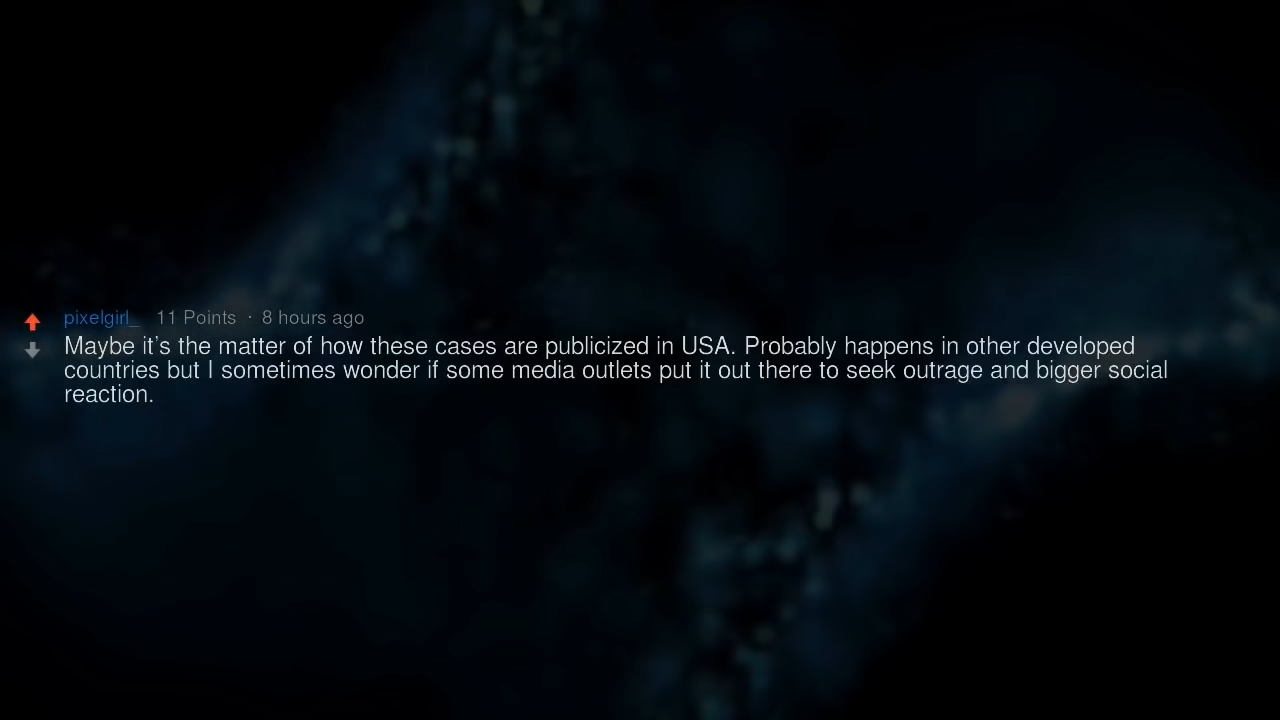 pixelgirl_ 11 Points · 8 hours ago
Maybe it's the matter of how these cases are publicized in USA. Probably happens in other developed
countries but I sometimes wonder if some media outlets put it out there to seek outrage and bigger social
reaction.